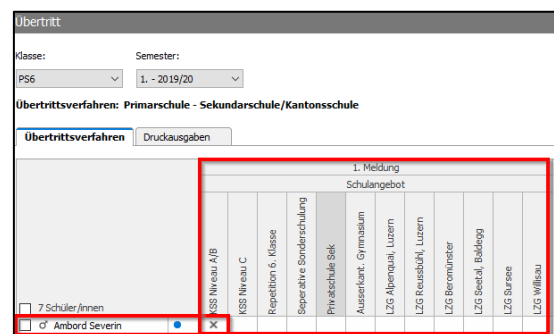 Übertritt
Klasse: Semester:
PS6 1. - 2019/20
Übertrittsverfahren: Primarschule - Sekundarschule/Kantonsschule
Übertrittsverfahren Druckausgaben
1. Meldung
Schulangebot
KSS Niveau A/B
KSS Niveau C
Repetition 6. Klasse
Seperative Sonderschulung
Privatschule Sek
Ausserkant. Gymnasium
LZG Alpenquai, Luzern
LZG Reussbühl, Luzern
LZG Beromünster
LZG Seetal, Baldegg
LZG Sursee
LZG Willisau
7 Schüler/innen
♂ Ambord Severin ✕